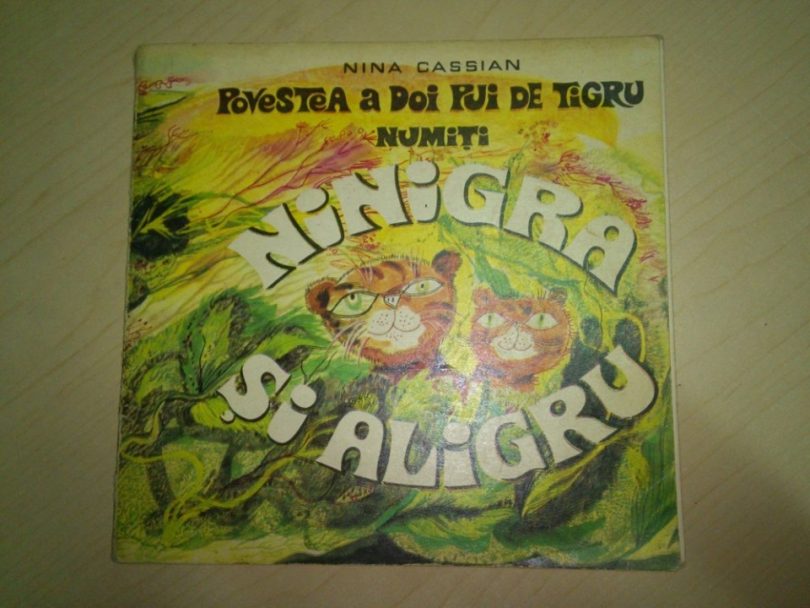 NINA CASSIAN
POVESTEA a DOI PUI DE TiGRU
NUMIȚI
NiNiGRA
Și ALiGRU